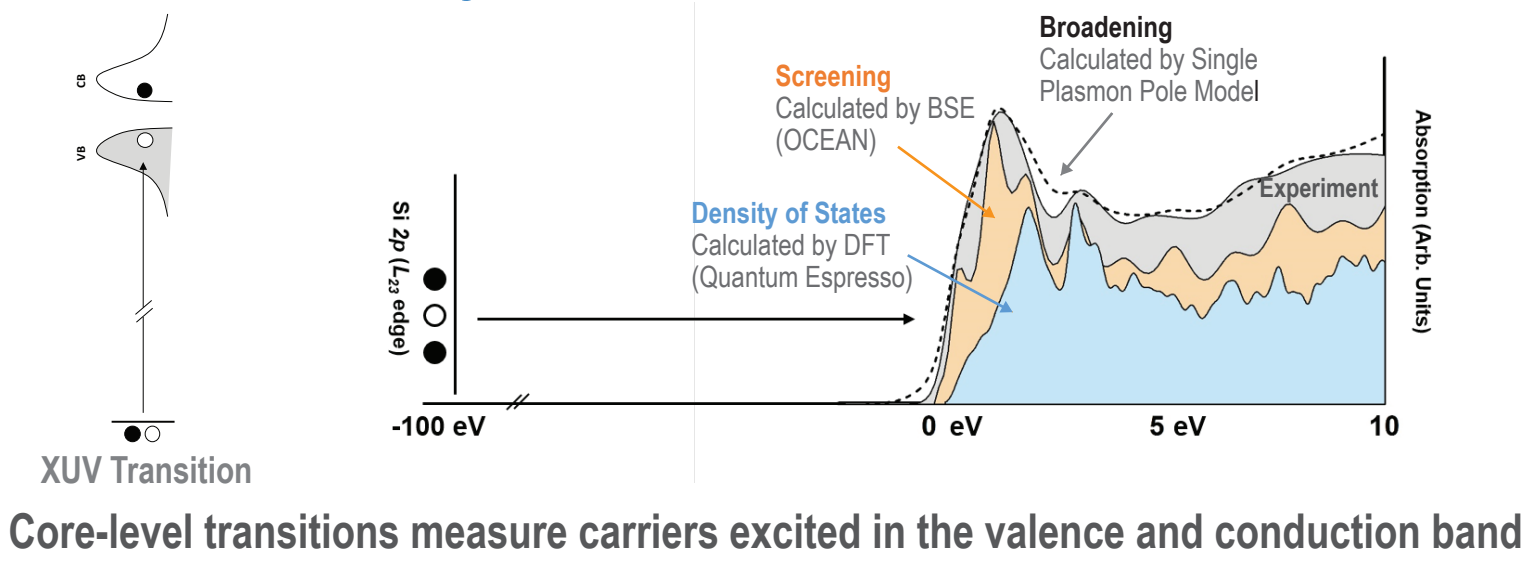 CB
VB
XUV Transition
Si 2p (L23 edge)
Screening
Calculated by BSE
(OCEAN)
Density of States
Calculated by DFT
(Quantum Espresso)
Broadening
Calculated by Single
Plasmon Pole Model
Experiment
Absorption (Arb. Units)
-100 eV
0 eV
5 eV
10
Core-level transitions measure carriers excited in the valence and conduction band